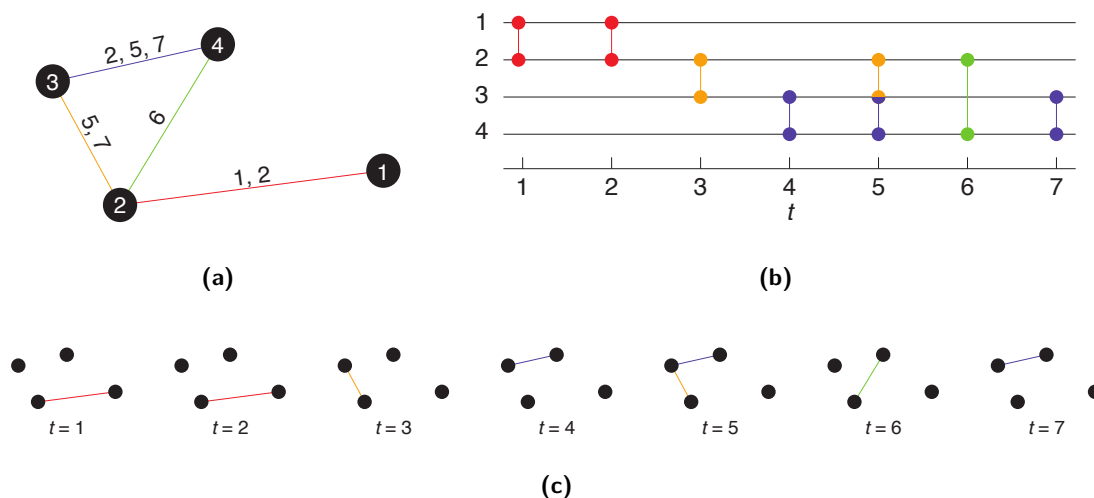 2, 5, 7
4
3
5, 7
6
1, 2
1
2
(a)
1
2
3
4
1 2 3 4 5 6 7
t
(b)
t = 1 t = 2 t = 3 t = 4 t = 5 t = 6 t = 7
(c)